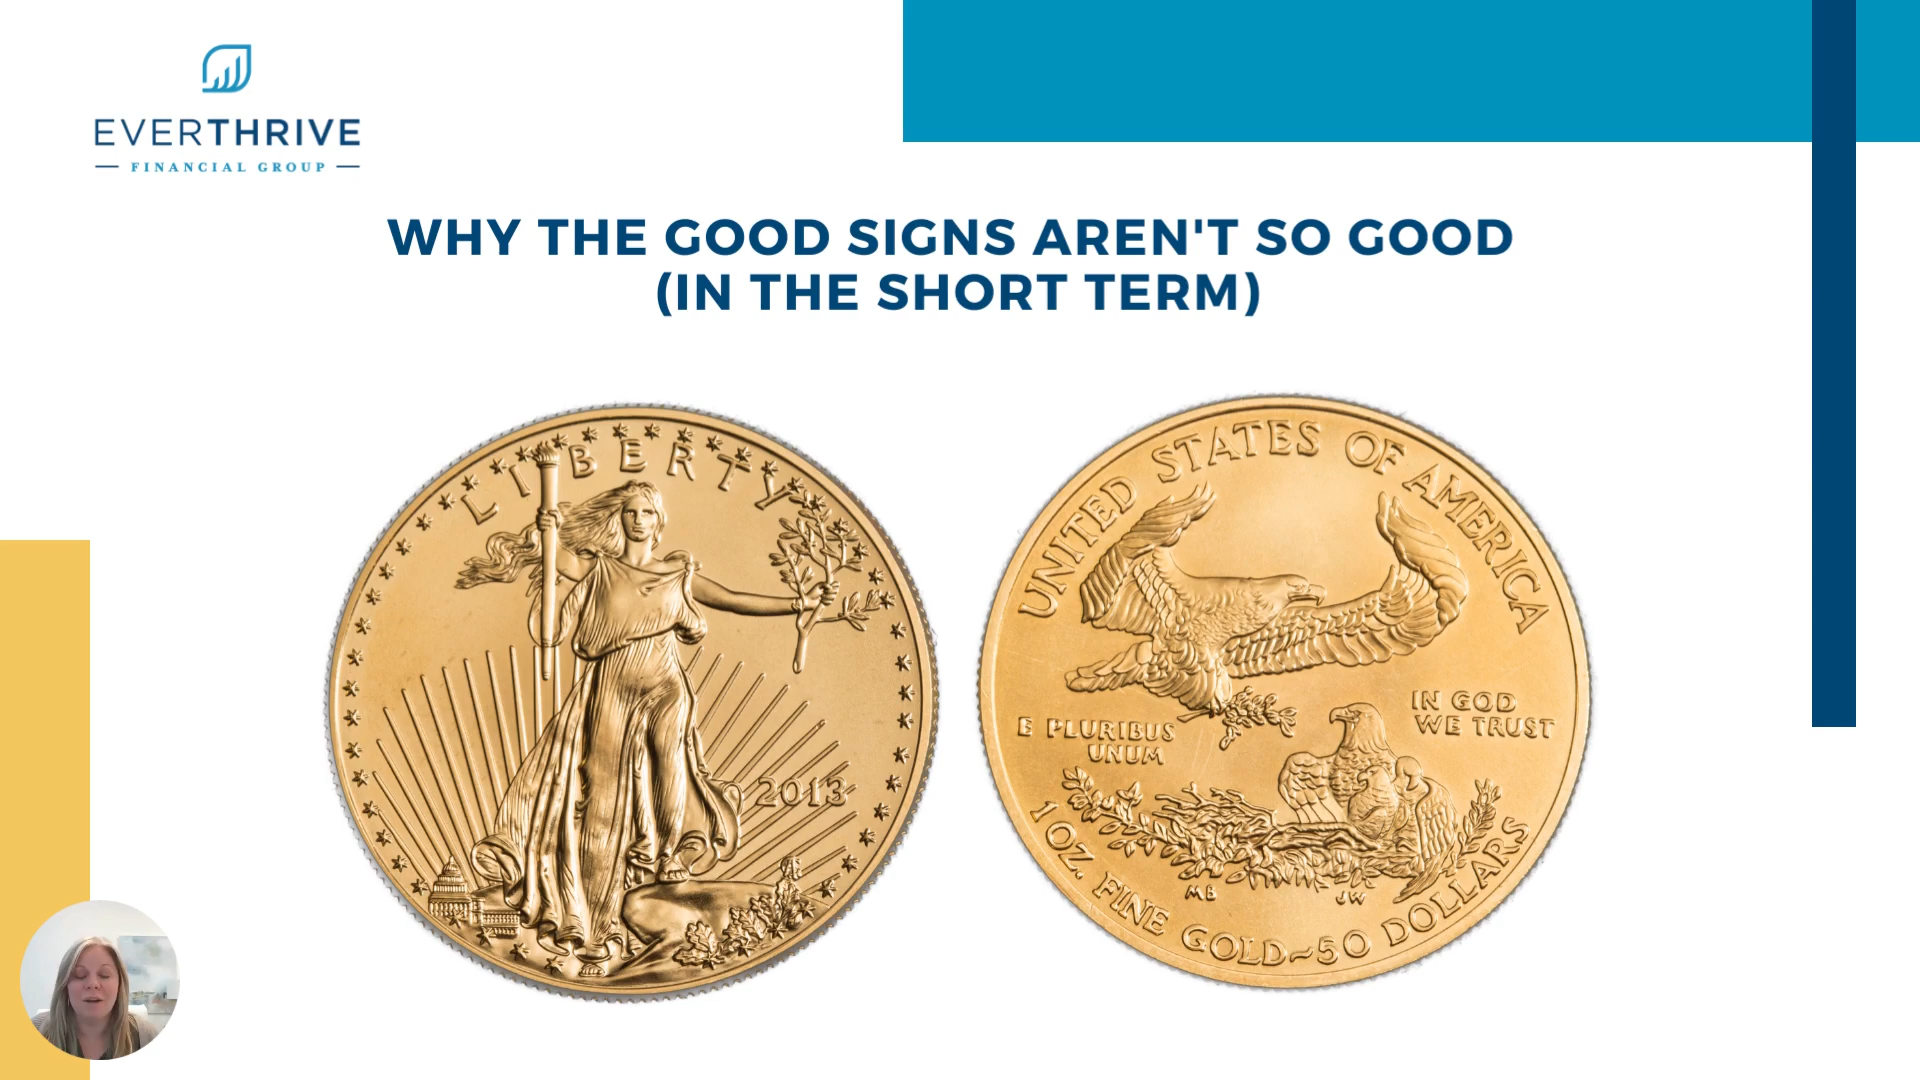 EVERTHRIVE
FINANCIAL GROUP
WHY THE GOOD SIGNS AREN'T SO GOOD
(IN THE SHORT TERM)
LIBERTY
2013
UNITED STATES OF AMERICA
E PLURIBUS
UNUM
IN GOD
WE TRUST
MB
JW
1 OZ. FINE GOLD~50 DOLLARS